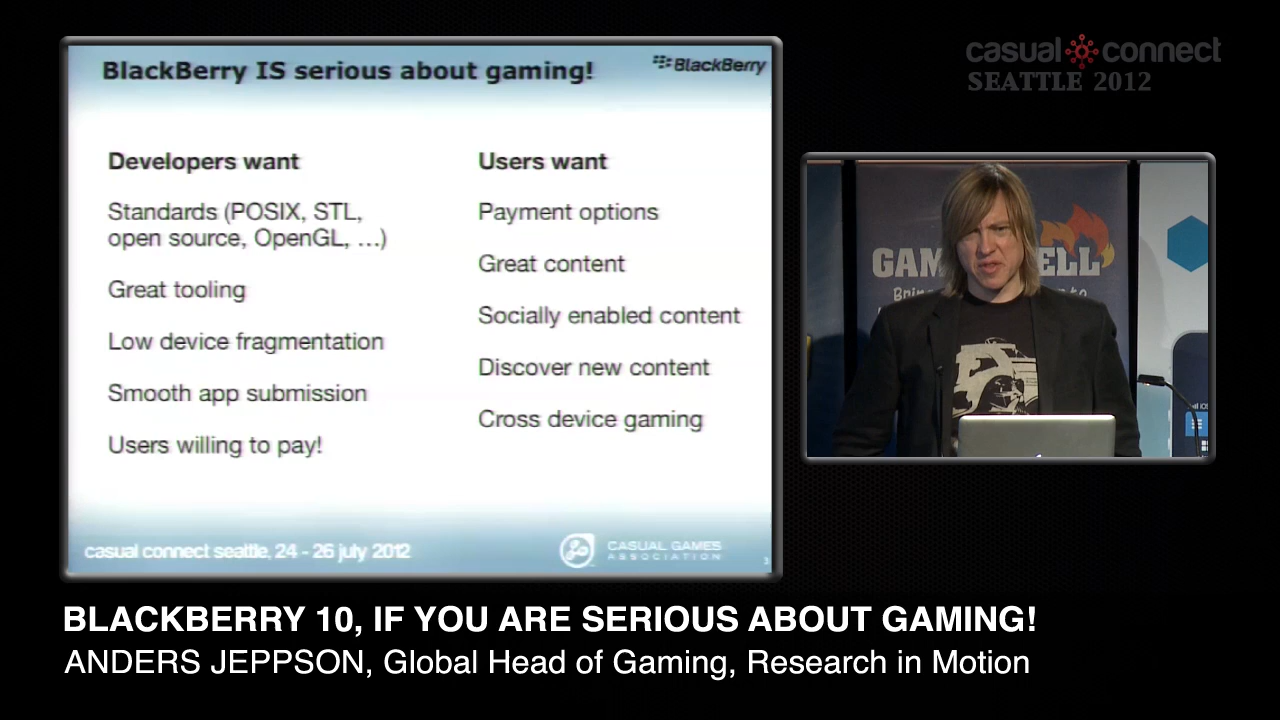 casual connect
SEATTLE 2012
BlackBerry IS serious about gaming!
BlackBerry
Developers want
Standards (POSIX, STL,
open source, OpenGL, ...)
Great tooling
Low device fragmentation
Smooth app submission
Users willing to pay!
Users want
Payment options
Great content
Socially enabled content
Discover new content
Cross device gaming
casual connect seattle, 24 - 26 july 2012
CASUAL GAMES
ASSOCIATION
3
BLACKBERRY 10, IF YOU ARE SERIOUS ABOUT GAMING!
ANDERS JEPPSON, Global Head of Gaming, Research in Motion